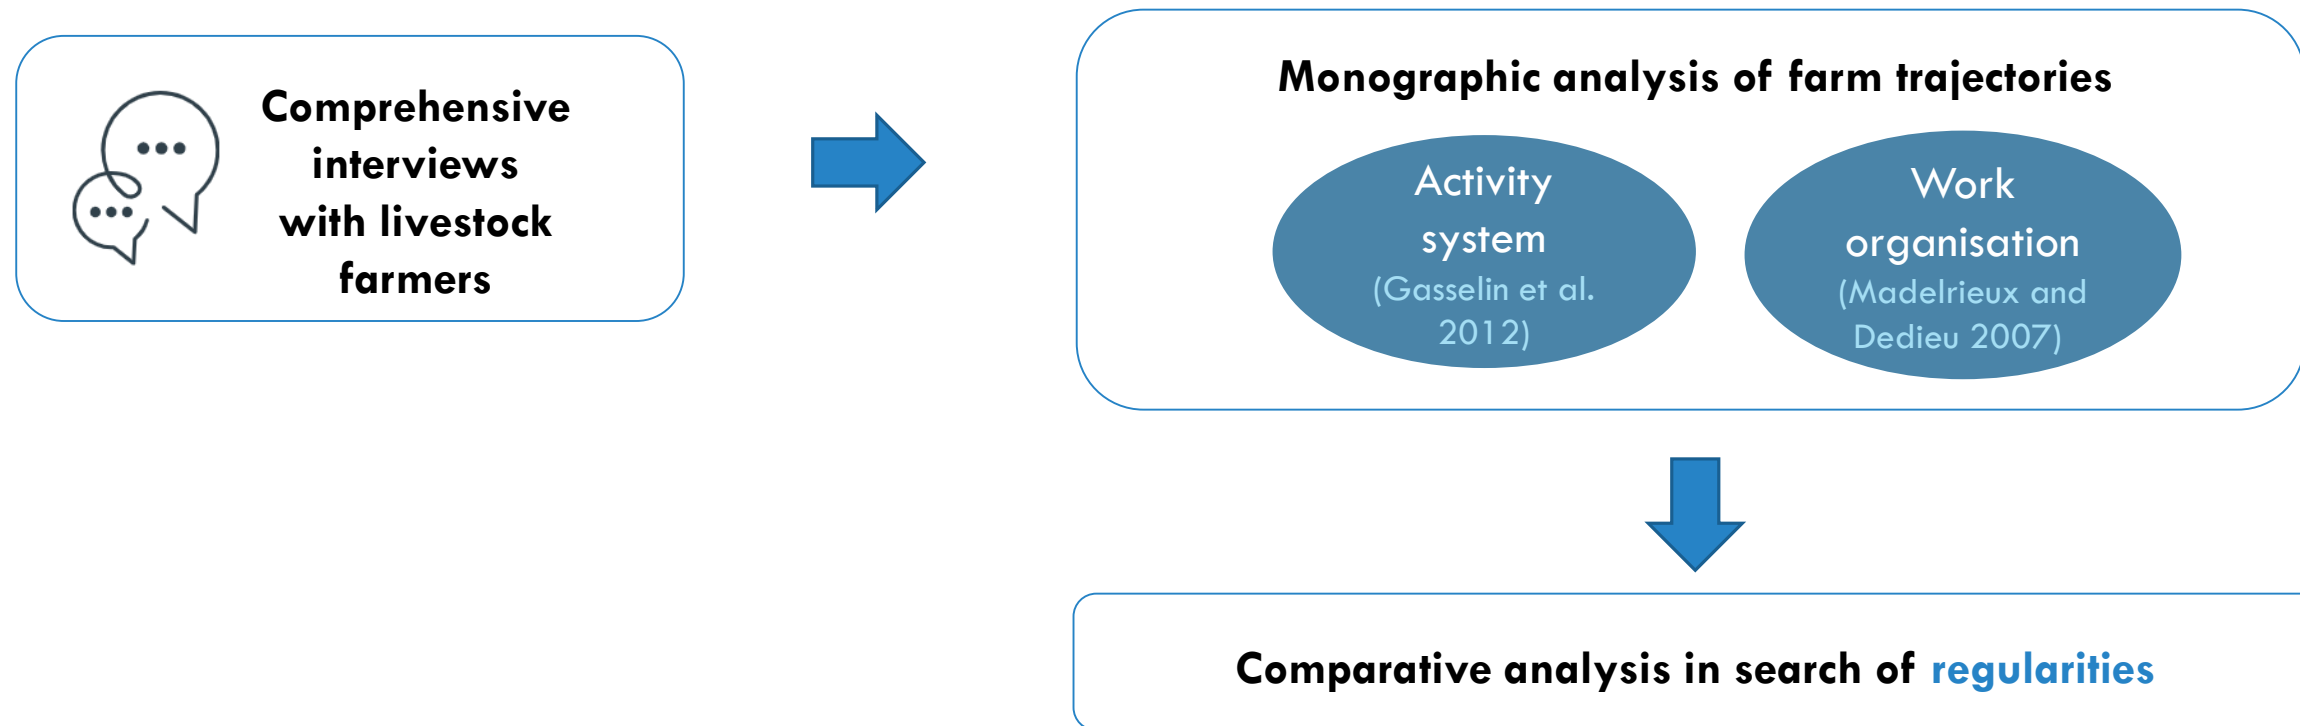 Comprehensive
interviews
with livestock
farmers
Monographic analysis of farm trajectories
Activity
system
(Gasselin et al.
2012)
Work
organisation
(Madelrieux and
Dedieu 2007)
Comparative analysis in search of regularities